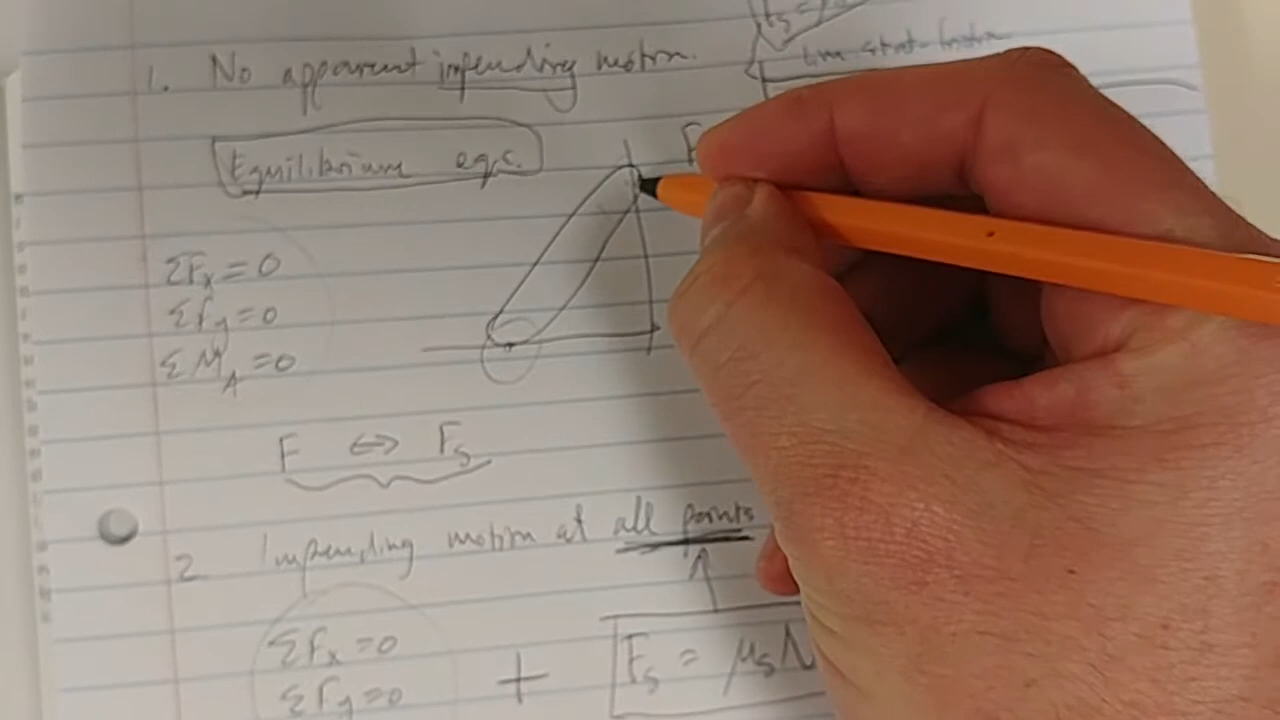 1. No apparent impending motion.
Equilibrium eqs.
F
ΣFx = 0
ΣFy = 0
ΣMA = 0
F ↔ Fs
2 Impending motion at all points
ΣFx = 0
ΣFy = 0
+ Fs = μsN